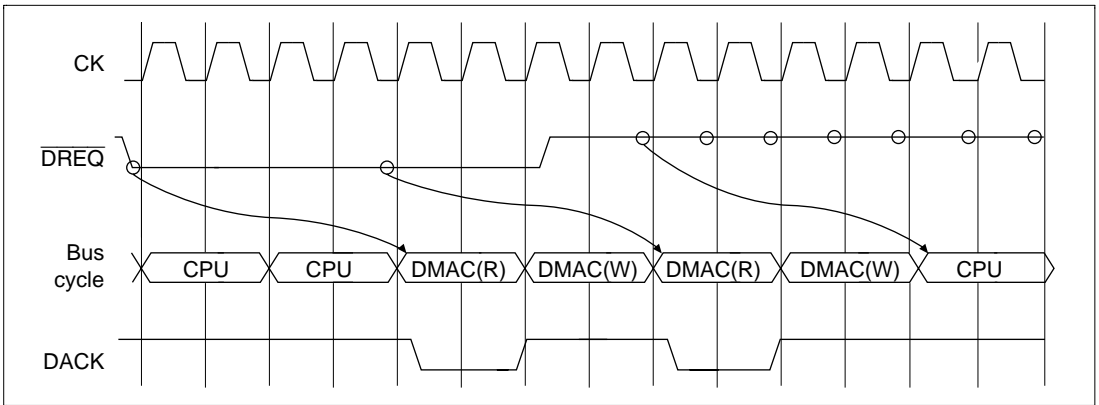 CK
DREQ
Bus
cycle
CPU CPU DMAC(R) DMAC(W) DMAC(R) DMAC(W) CPU
DACK